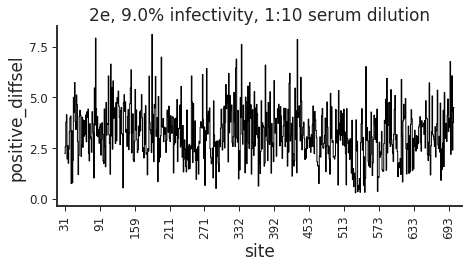 2e, 9.0% infectivity, 1:10 serum dilution
positive_diffsel
7.5
5.0
2.5
0.0
31 91 159 211 271 332 392 453 513 573 633 693
site